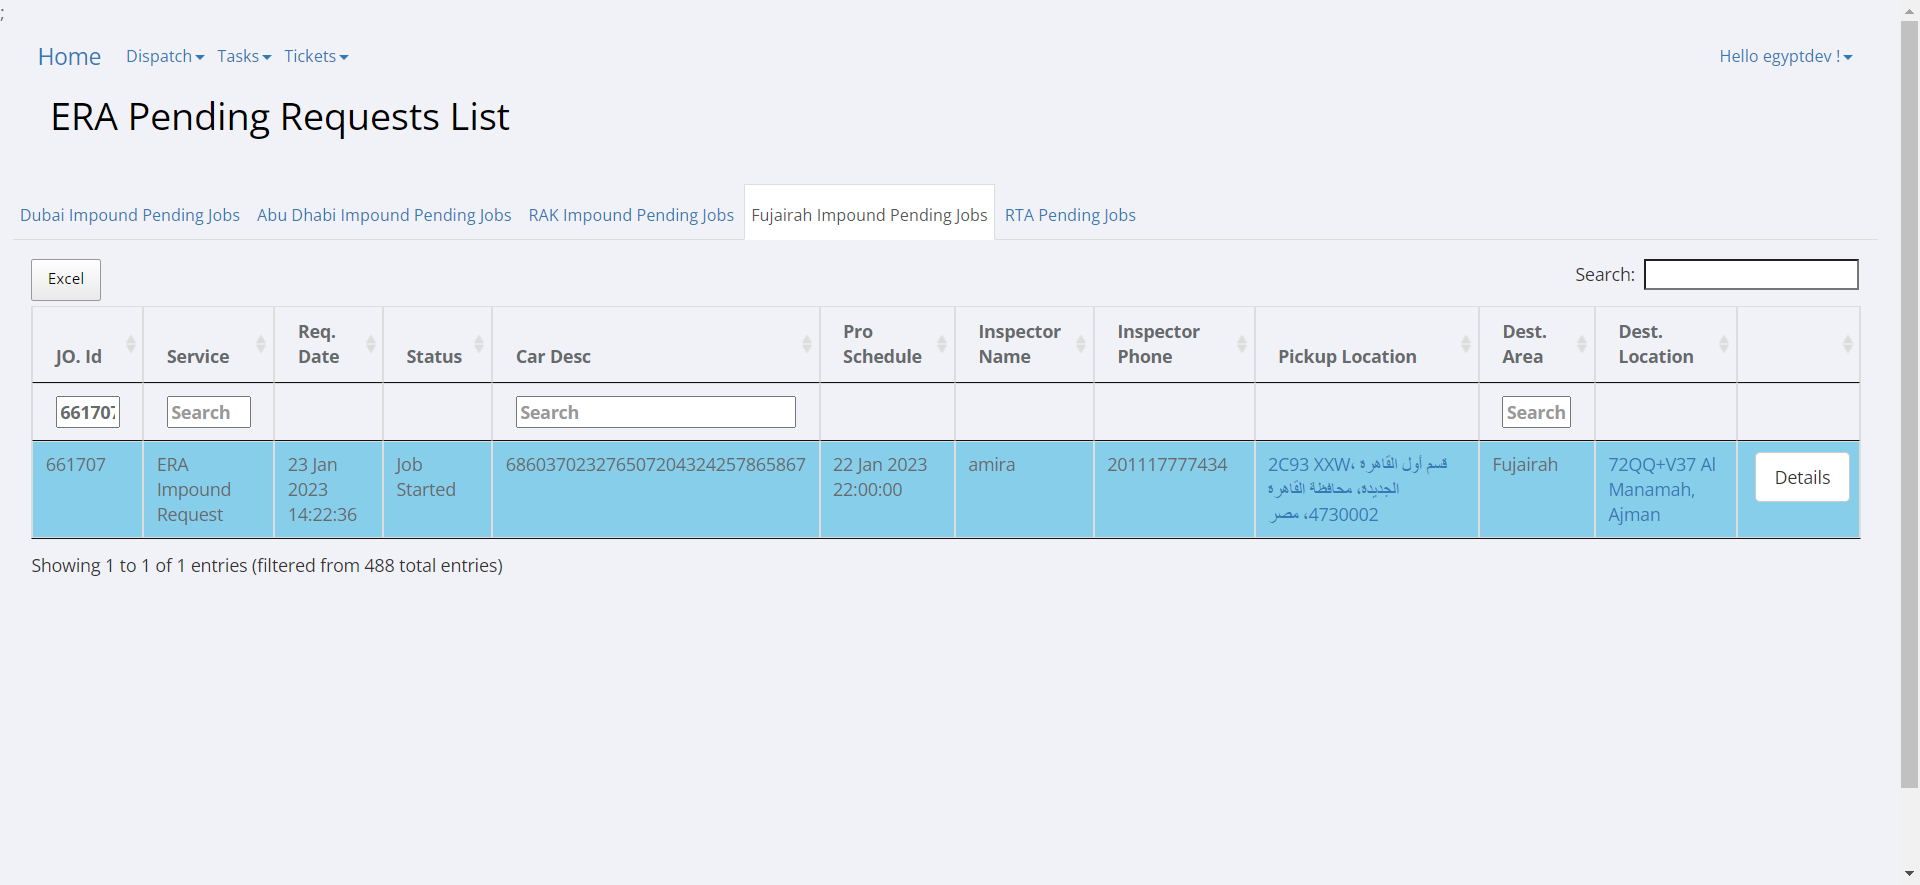 ;
Home Dispatch Tasks Tickets Hello egyptdev !
ERA Pending Requests List
Dubai Impound Pending Jobs Abu Dhabi Impound Pending Jobs RAK Impound Pending Jobs Fujairah Impound Pending Jobs RTA Pending Jobs
Excel Search:
JO. Id Service Req. Date Status Car Desc Pro Schedule Inspector Name Inspector Phone Pickup Location Dest. Area Dest. Location
661707 Search Search Search
661707
ERA
Impound
Request
23 Jan
2023
14:22:36
Job
Started
686037023276507204324257865867
22 Jan 2023
22:00:00
amira
201117777434
2C93 XXW، قسم أول القاهرة
الجديدة، محافظة القاهرة
4730002، مصر
Fujairah
72QQ+V37 Al
Manamah,
Ajman
Details
Showing 1 to 1 of 1 entries (filtered from 488 total entries)